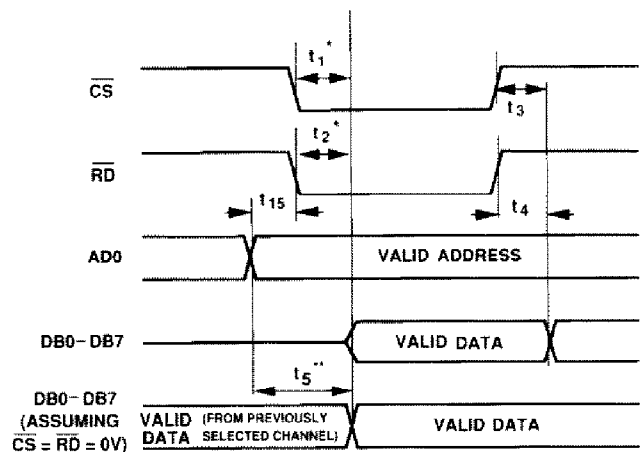 t1*
CS
t3
t2*
RD
t15
t4
AD0
VALID ADDRESS
DB0-DB7
VALID DATA
t5**
DB0-DB7
(ASSUMING
CS = RD = 0V)
VALID
DATA
(FROM PREVIOUSLY
SELECTED CHANNEL)
VALID DATA